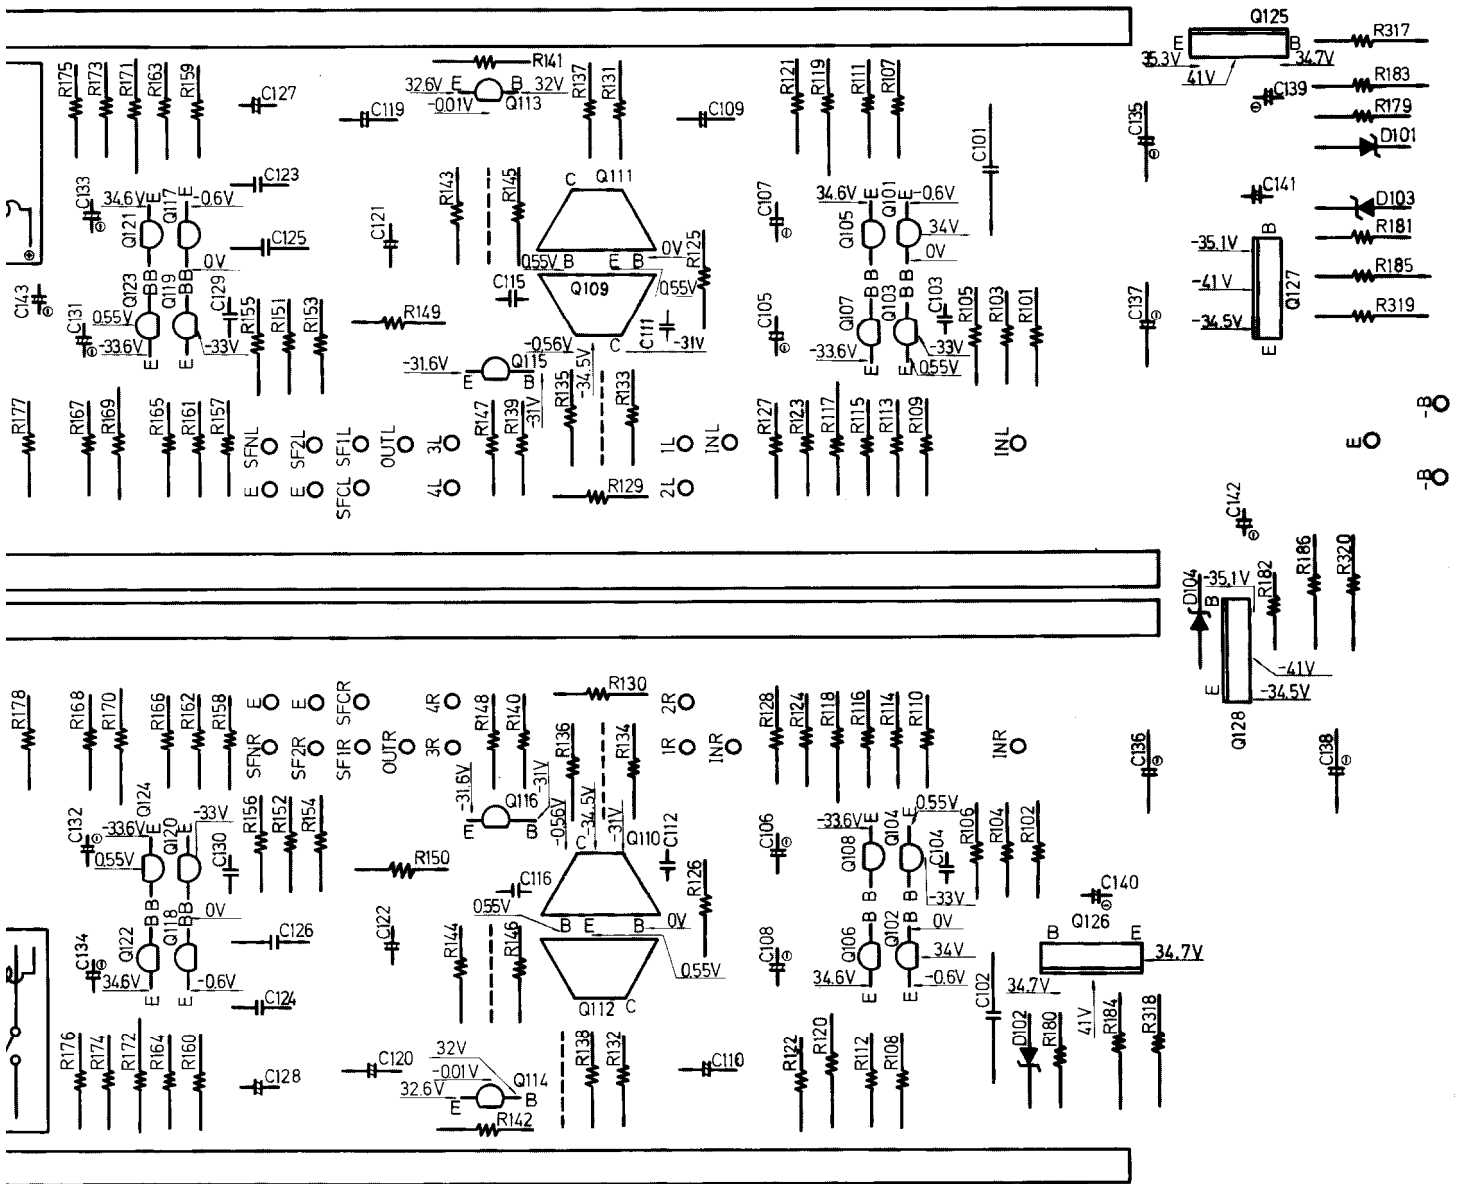 Q125
R317
E
B
35.3V
34.7V
41V
C139
R183
R179
D101
C141
D103
R181
R185
R319
B
-35.1V
-41V
-34.5V
Q127
E
C135
C137
R175
R173
R171
R163
R159
C127
C119
R141
32.6V
E
B
32V
-0.01V
Q113
R137
R131
C109
R121
R119
R111
R107
C101
C133
34.6V
E
E
Q117
-0.6V
Q121
C123
C125
C121
0V
B
B
B
B
Q123
Q119
C129
0.55V
-33.6V
-33V
E
E
C143
C131
R155
R151
R153
R149
R143
R145
C
Q111
0.55V
B
E
B
0V
R125
Q109
C115
0.55V
C111
-0.56V
C
-31V
-34.5V
-31.6V
E
Q115
B
-31V
R135
R133
C107
34.6V
E
E
Q101
-0.6V
Q105
34V
0V
B
B
B
B
Q107
Q103
C103
C105
-33.6V
-33V
0.55V
E
E
R105
R103
R101
R177
R167
R169
R165
R161
R157
SFNL
SF2L
SF1L
OUTL
3L
E
E
SFCL
4L
R147
R139
R129
1L
INL
2L
R127
R123
R117
R115
R113
R109
INL
-B
E
-B
C142
D104
B
-35.1V
R182
R186
R320
-41V
-34.5V
E
Q128
R178
R168
R170
R166
R162
R158
E
E
SFCR
4R
SFNR
SF2R
SF1R
OUTR
3R
R148
R140
R130
R136
R134
2R
1R
INR
R128
R124
R118
R116
R114
R110
INR
C136
C138
C132
-33.6V
Q124
E
E
Q120
-33V
0.55V
C130
B
B
B
B
0V
R156
R152
R154
R150
-31.6V
E
Q116
B
-31V
-0.56V
-34.5V
-31V
C
Q110
C112
C116
0.55V
B
E
B
0V
R126
0.55V
Q112
C
C106
-33.6V
E
E
0.55V
Q108
Q104
C104
-33V
B
B
B
B
0V
Q106
Q102
34V
34.6V
-0.6V
E
E
R106
R104
R102
C108
C102
C140
Q126
B
E
34.7V
34.7V
41V
D102
R180
R184
R318
C134
Q122
Q118
34.6V
-0.6V
E
E
C126
C124
C122
R144
R146
R176
R174
R172
R164
R160
C128
C120
32V
-0.01V
Q114
32.6V
E
B
R142
R138
R132
C110
R122
R120
R112
R108